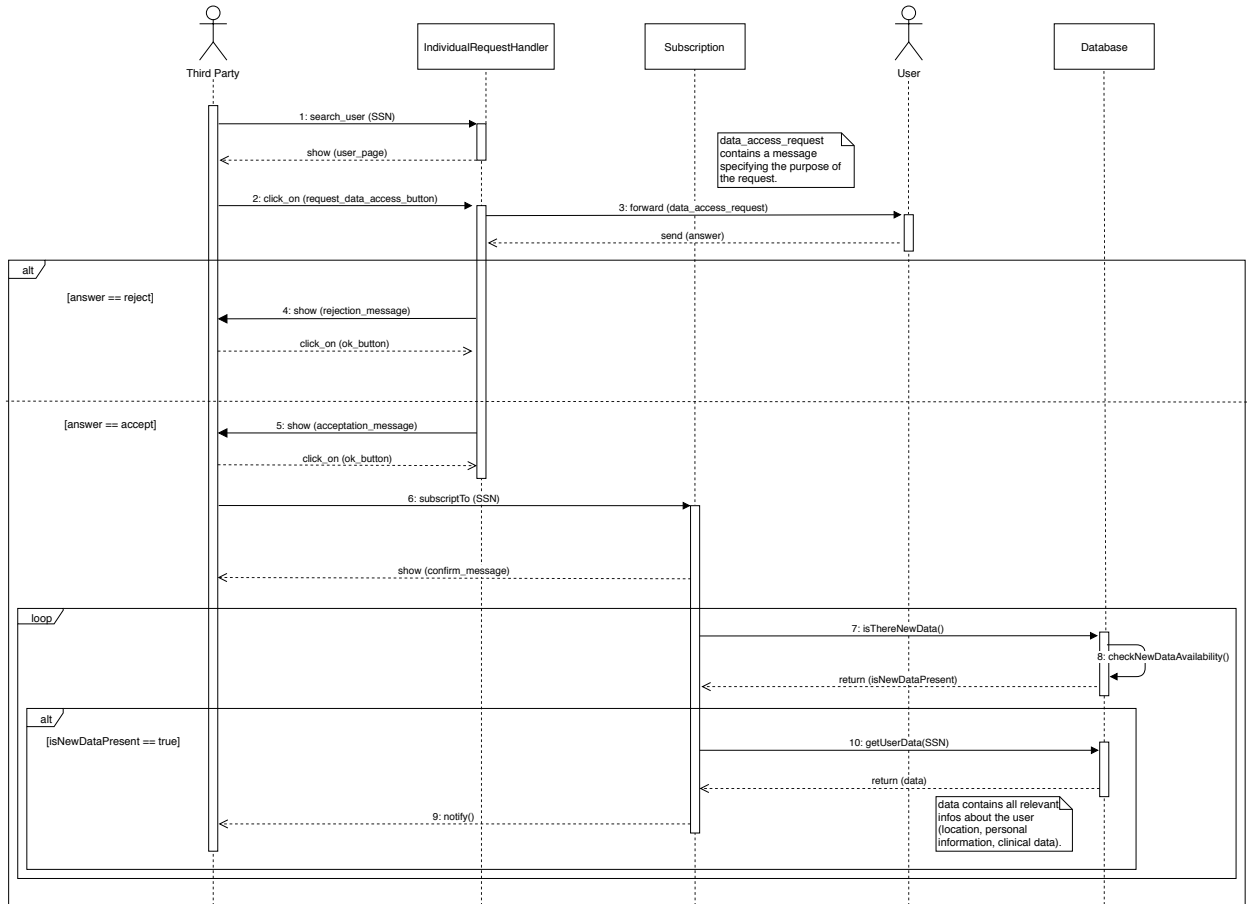 Third Party
IndividualRequestHandler
Subscription
User
Database
1: search_user (SSN)
show (user_page)
data_access_request
contains a message
specifying the purpose of
the request.
2: click_on (request_data_access_button)
3: forward (data_access_request)
send (answer)
alt
[answer == reject]
4: show (rejection_message)
click_on (ok_button)
[answer == accept]
5: show (acceptation_message)
click_on (ok_button)
6: subscriptTo (SSN)
show (confirm_message)
loop
7: isThereNewData()
8: checkNewDataAvailability()
return (isNewDataPresent)
alt
[isNewDataPresent == true]
10: getUserData(SSN)
return (data)
data contains all relevant
infos about the user
(location, personal
information, clinical data).
9: notify()